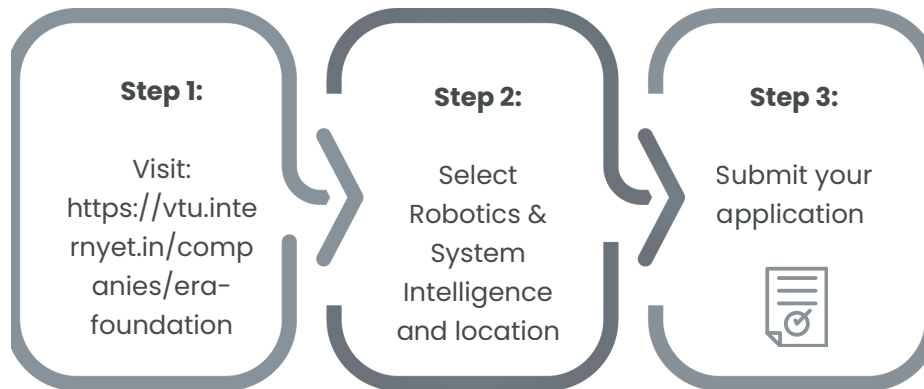 Step 1:
Visit:
https://vtu.inte
rnyet.in/comp
anies/era-
foundation
Step 2:
Select
Robotics &
System
Intelligence
and location
Step 3:
Submit your
application